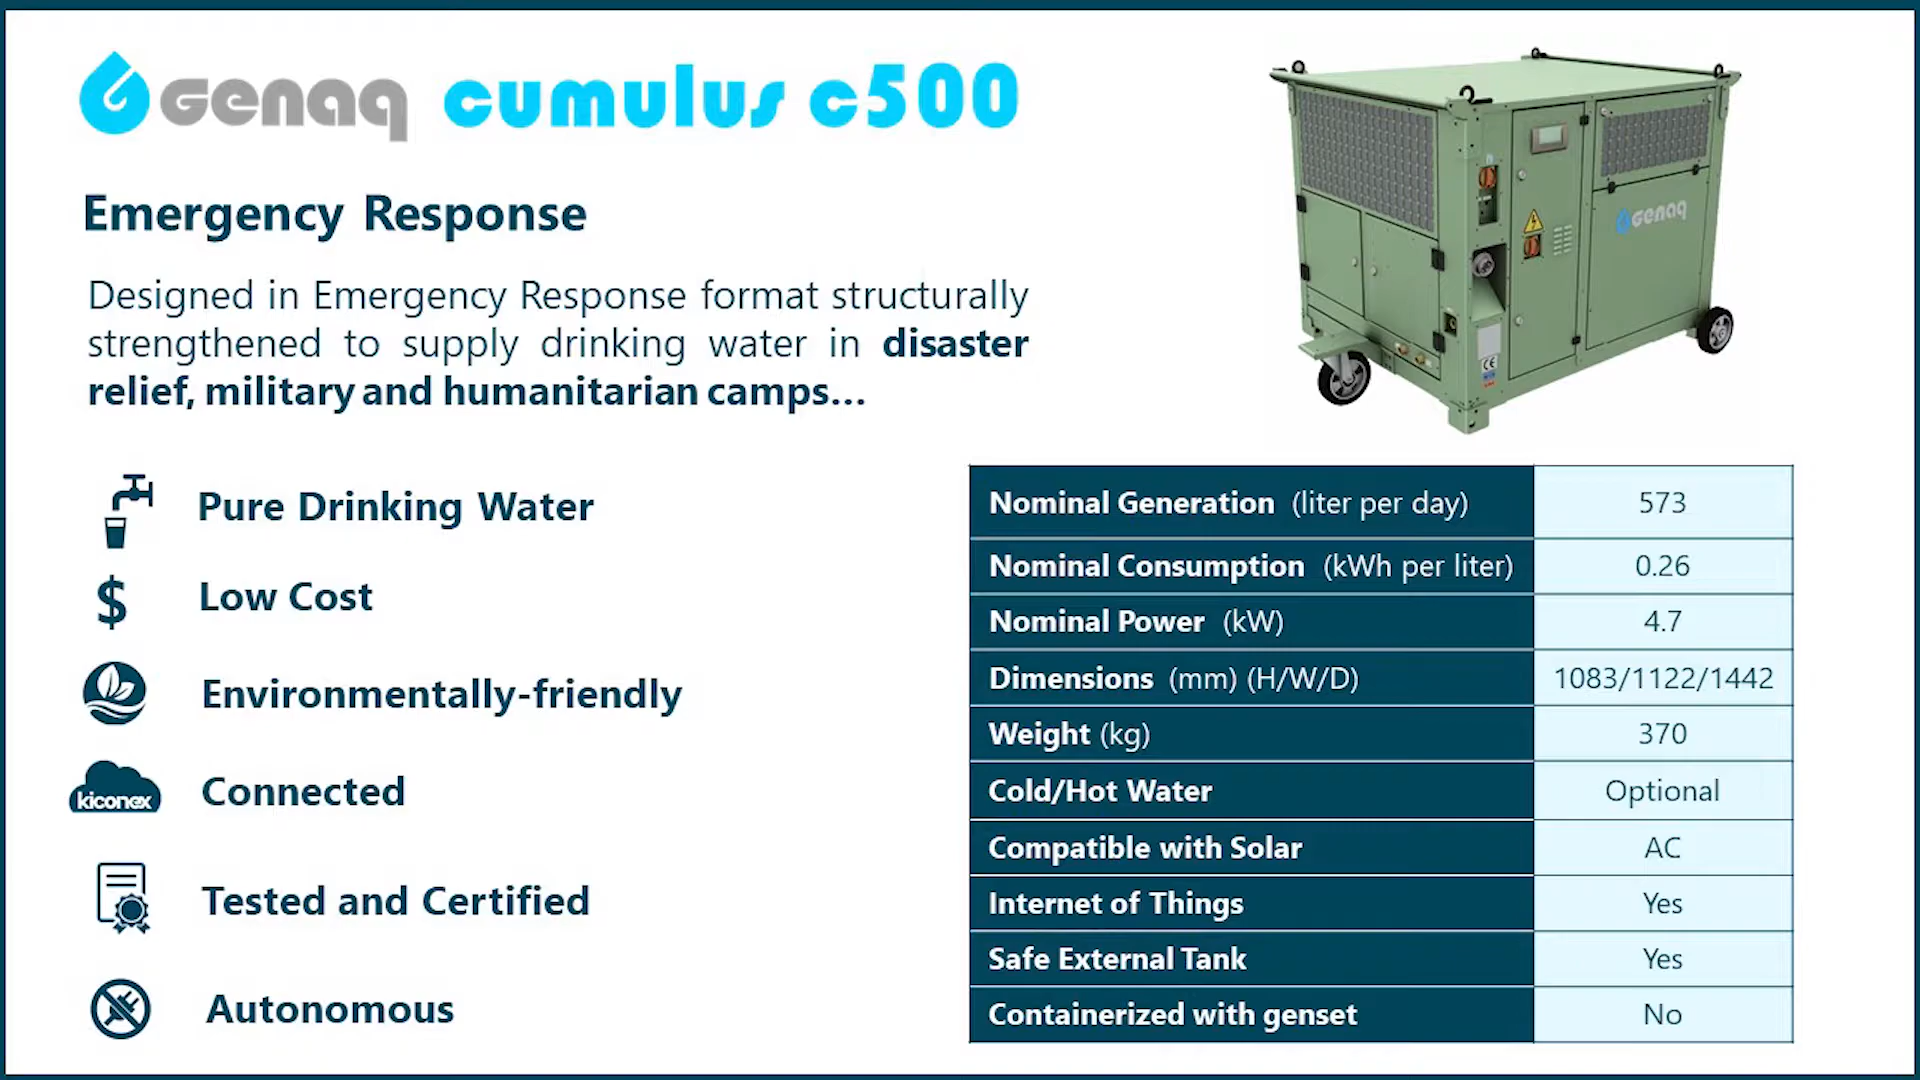 Genaq cumulus c500
Emergency Response
Designed in Emergency Response format structurally
strengthened to supply drinking water in disaster
relief, military and humanitarian camps...
Pure Drinking Water
$
Low Cost
Environmentally-friendly
kiconex
Connected
Tested and Certified
Autonomous
Genaq
CE
Nominal Generation (liter per day) 573
Nominal Consumption (kWh per liter) 0.26
Nominal Power (kW) 4.7
Dimensions (mm) (H/W/D) 1083/1122/1442
Weight (kg) 370
Cold/Hot Water Optional
Compatible with Solar AC
Internet of Things Yes
Safe External Tank Yes
Containerized with genset No